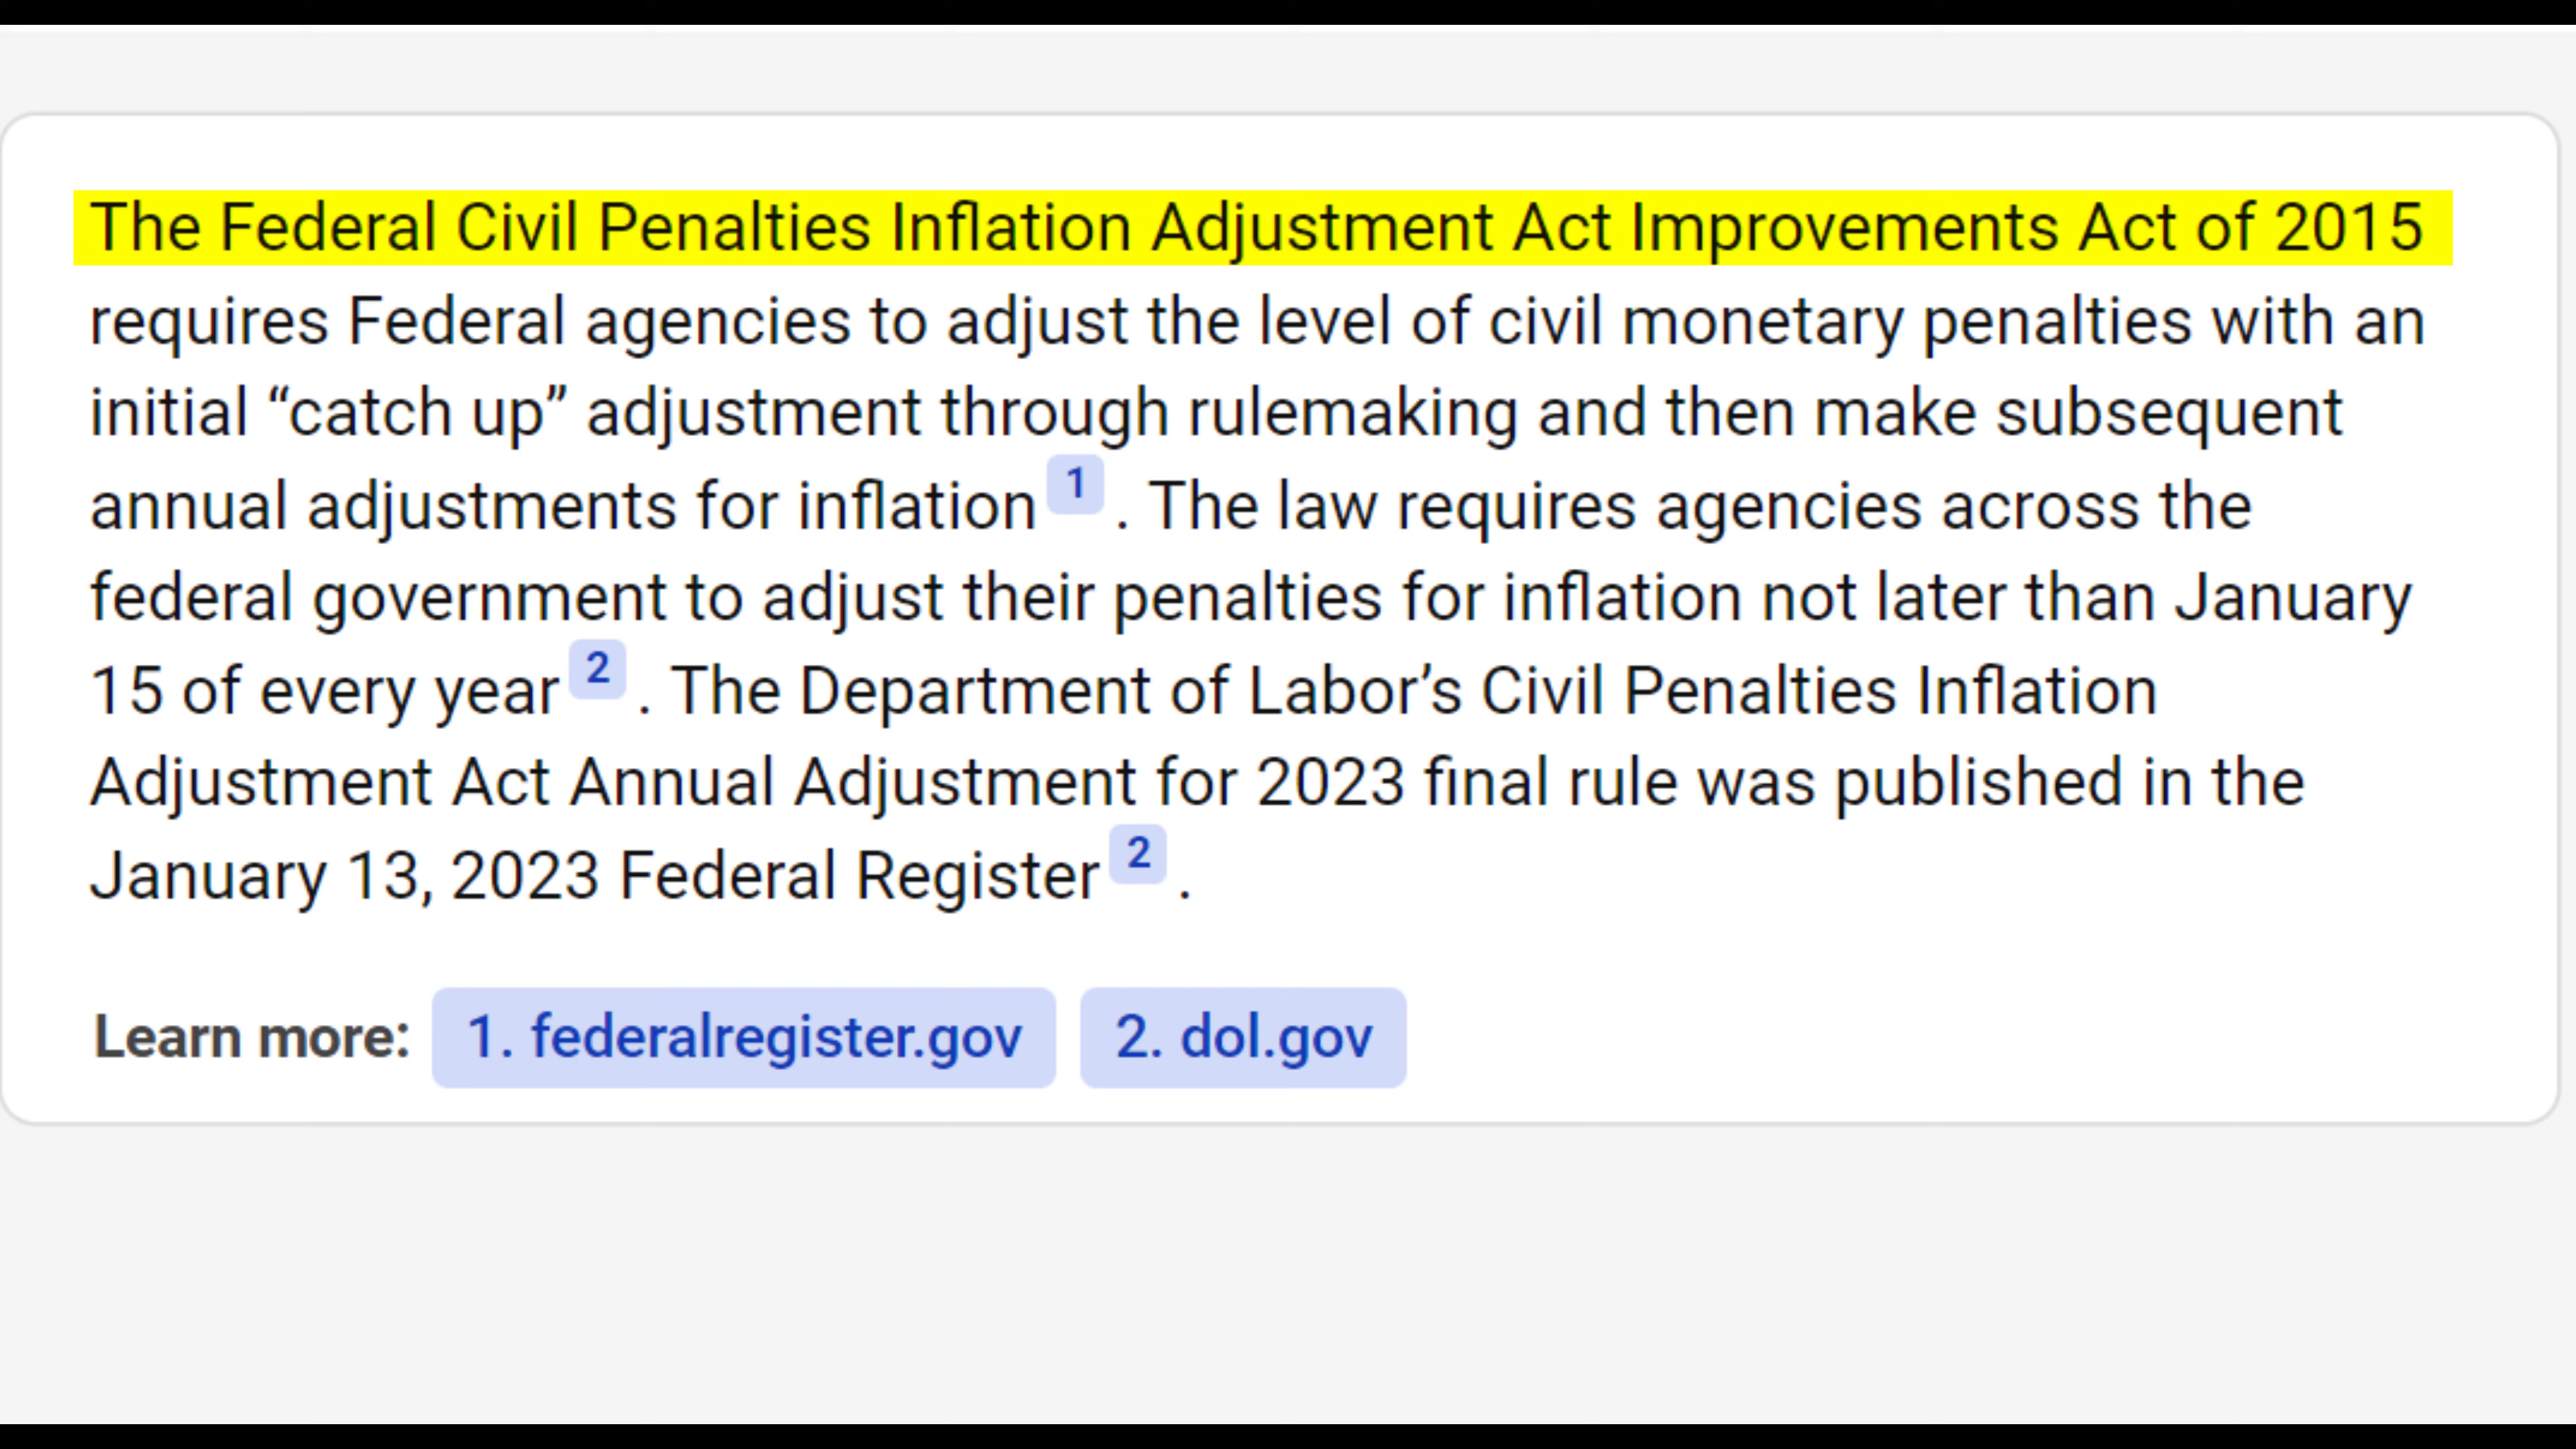 The Federal Civil Penalties Inflation Adjustment Act Improvements Act of 2015
requires Federal agencies to adjust the level of civil monetary penalties with an
initial “catch up” adjustment through rulemaking and then make subsequent
annual adjustments for inflation 1 . The law requires agencies across the
federal government to adjust their penalties for inflation not later than January
15 of every year 2 . The Department of Labor’s Civil Penalties Inflation
Adjustment Act Annual Adjustment for 2023 final rule was published in the
January 13, 2023 Federal Register 2 .
Learn more: 1. federalregister.gov 2. dol.gov